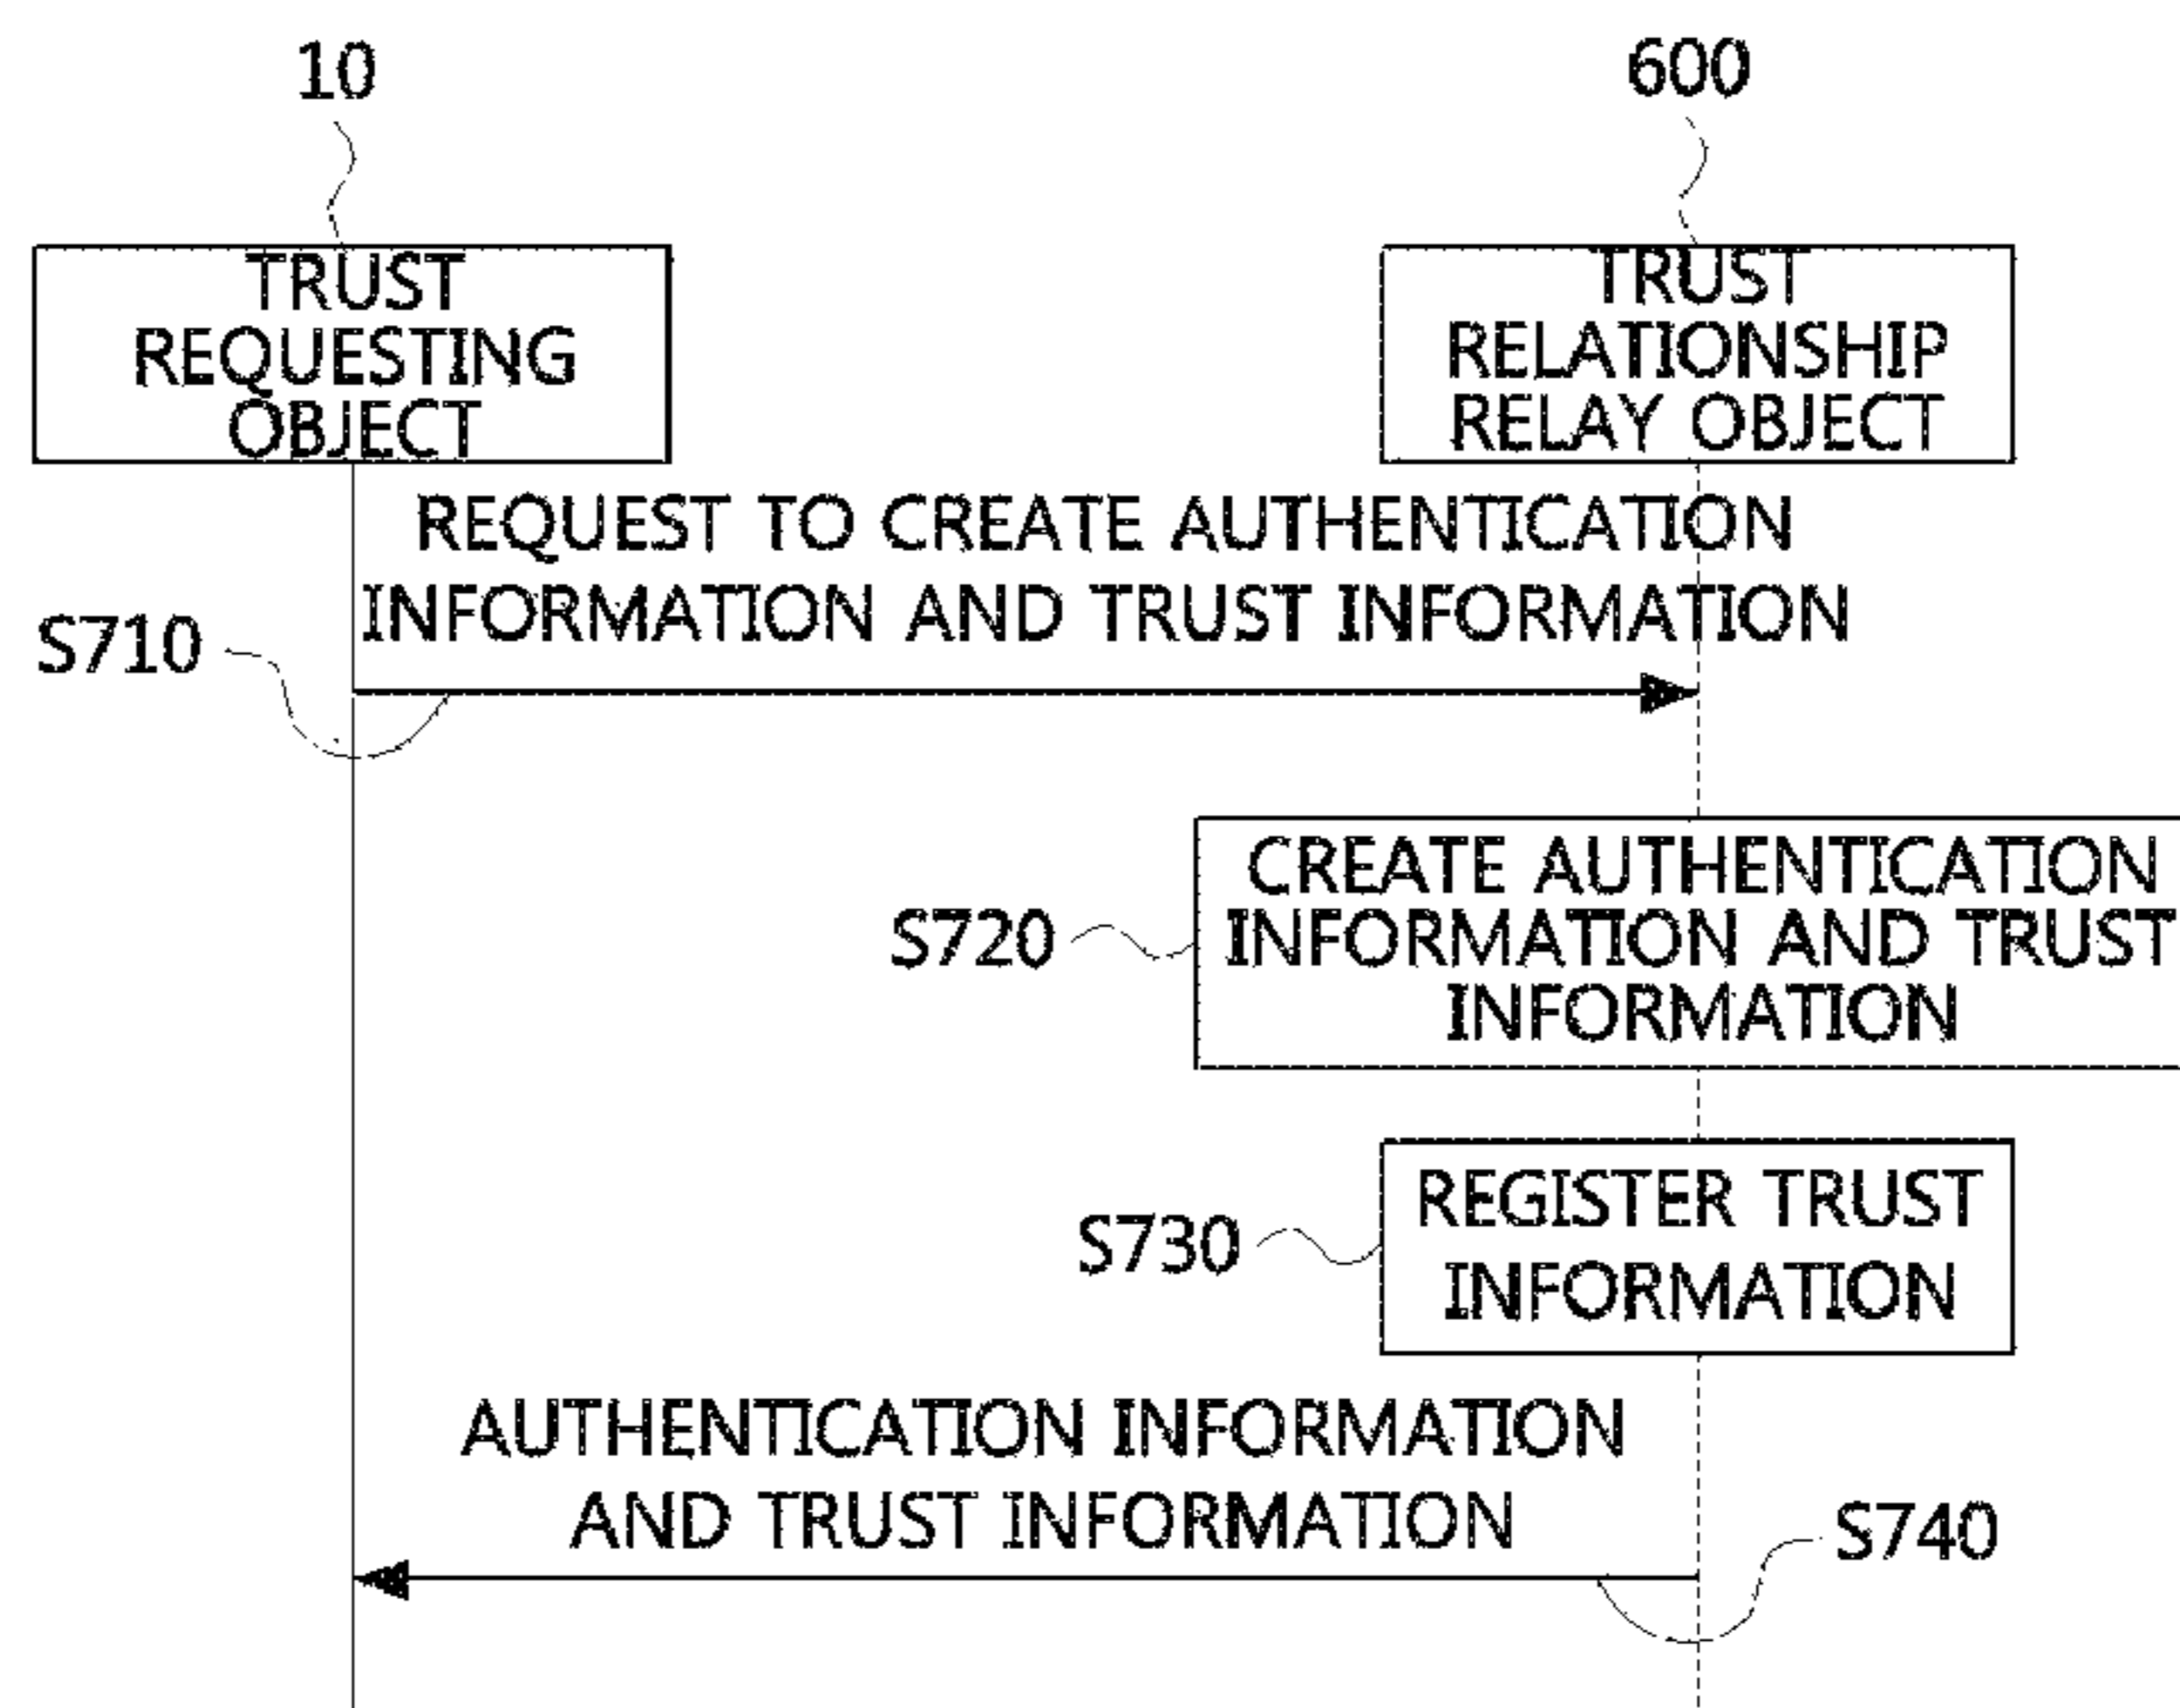 10
600
TRUST
REQUESTING
OBJECT
TRUST
RELATIONSHIP
RELAY OBJECT
REQUEST TO CREATE AUTHENTICATION
INFORMATION AND TRUST INFORMATION
S710
CREATE AUTHENTICATION
INFORMATION AND TRUST
INFORMATION
S720
REGISTER TRUST
INFORMATION
S730
AUTHENTICATION INFORMATION
AND TRUST INFORMATION
S740